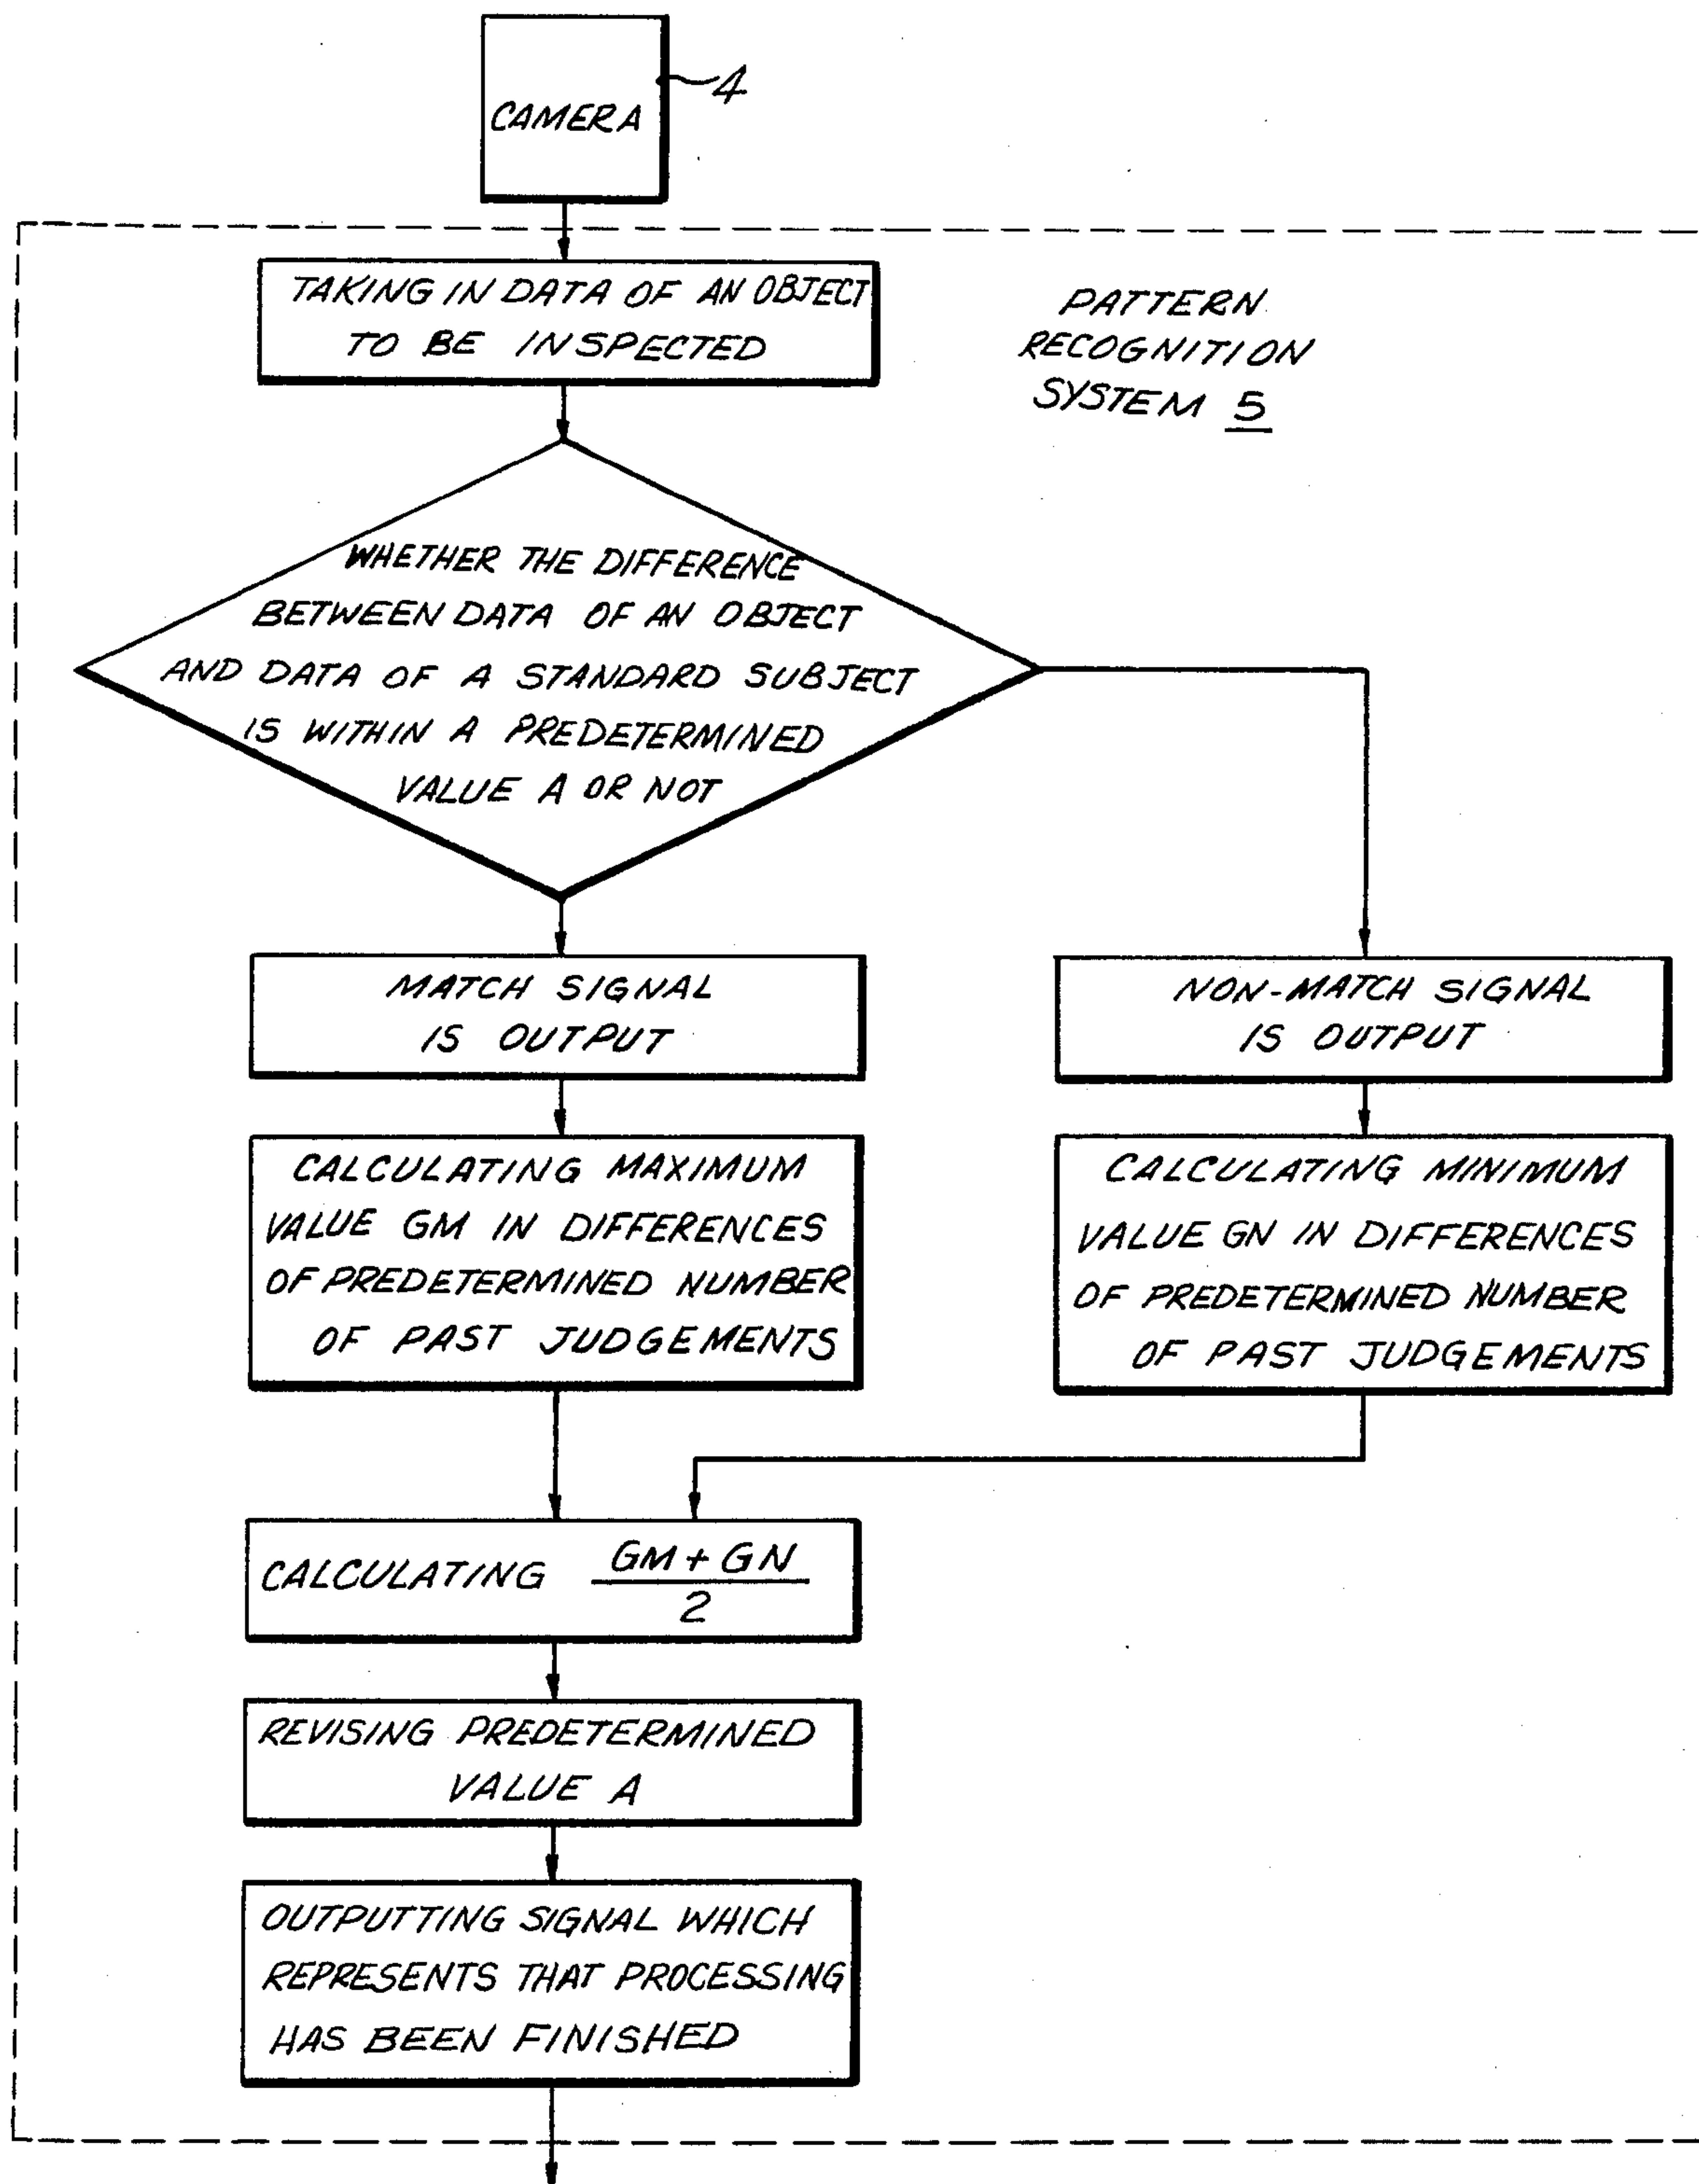 CAMERA
4
TAKING IN DATA OF AN OBJECT
TO BE INSPECTED
PATTERN
RECOGNITION
SYSTEM 5
WHETHER THE DIFFERENCE
BETWEEN DATA OF AN OBJECT
AND DATA OF A STANDARD SUBJECT
IS WITHIN A PREDETERMINED
VALUE A OR NOT
MATCH SIGNAL
IS OUTPUT
NON-MATCH SIGNAL
IS OUTPUT
CALCULATING MAXIMUM
VALUE GM IN DIFFERENCES
OF PREDETERMINED NUMBER
OF PAST JUDGEMENTS
CALCULATING MINIMUM
VALUE GN IN DIFFERENCES
OF PREDETERMINED NUMBER
OF PAST JUDGEMENTS
CALCULATING GM + GN
2
REVISING PREDETERMINED
VALUE A
OUTPUTTING SIGNAL WHICH
REPRESENTS THAT PROCESSING
HAS BEEN FINISHED